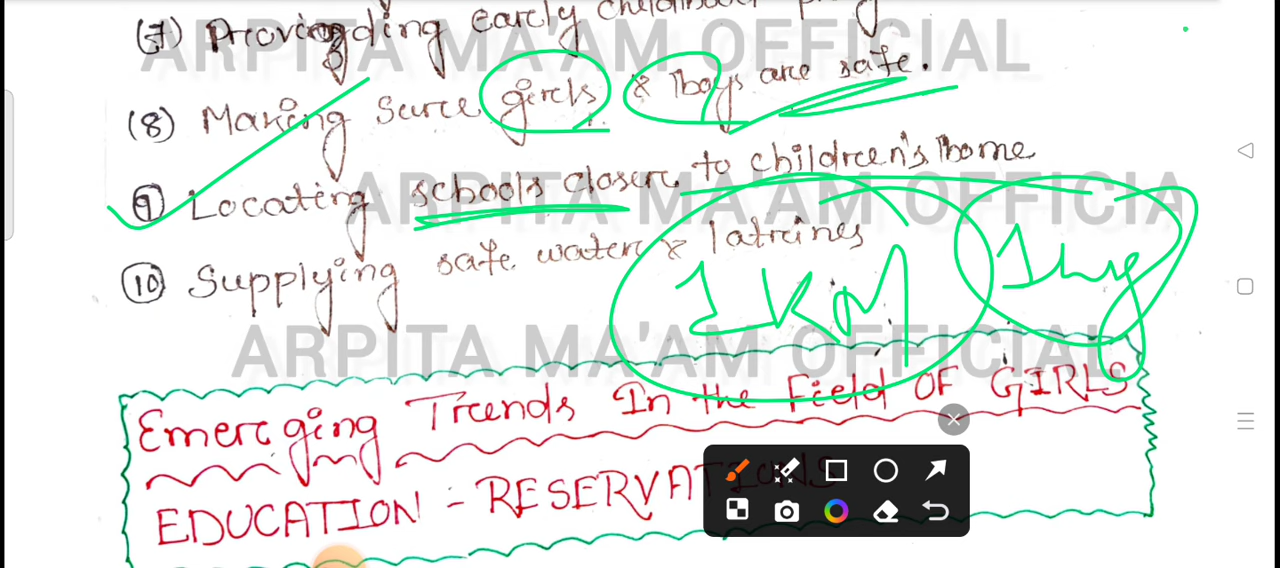 (7) Providing Early childhood
ARPITA MA'AM OFFICIAL
(8) Making Sure girls & boys are safe.
(9) Locating schools closer to children's home
ARPITA MA'AM OFFICIA
(10) Supplying safe water & latrines
1 KM 1 hr
ARPITA MA'AM OFFICIAL
Emerging Trends In the Field OF GIRLS
EDUCATION - RESERVATIONS